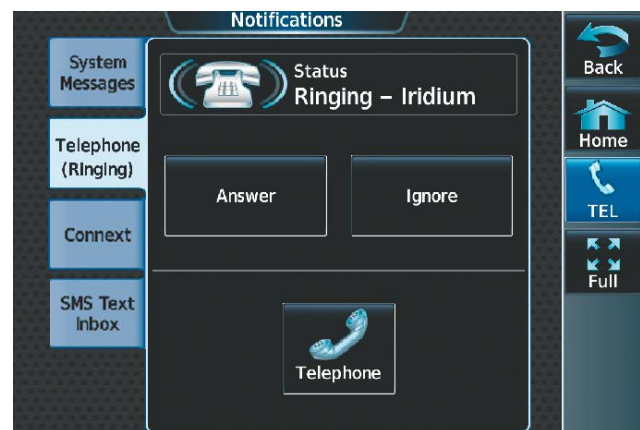 Notifications
System
Messages
Telephone
(Ringing)
Connext
SMS Text
Inbox
Status
Ringing – Iridium
Answer
Ignore
Telephone
Back
Home
TEL
Full